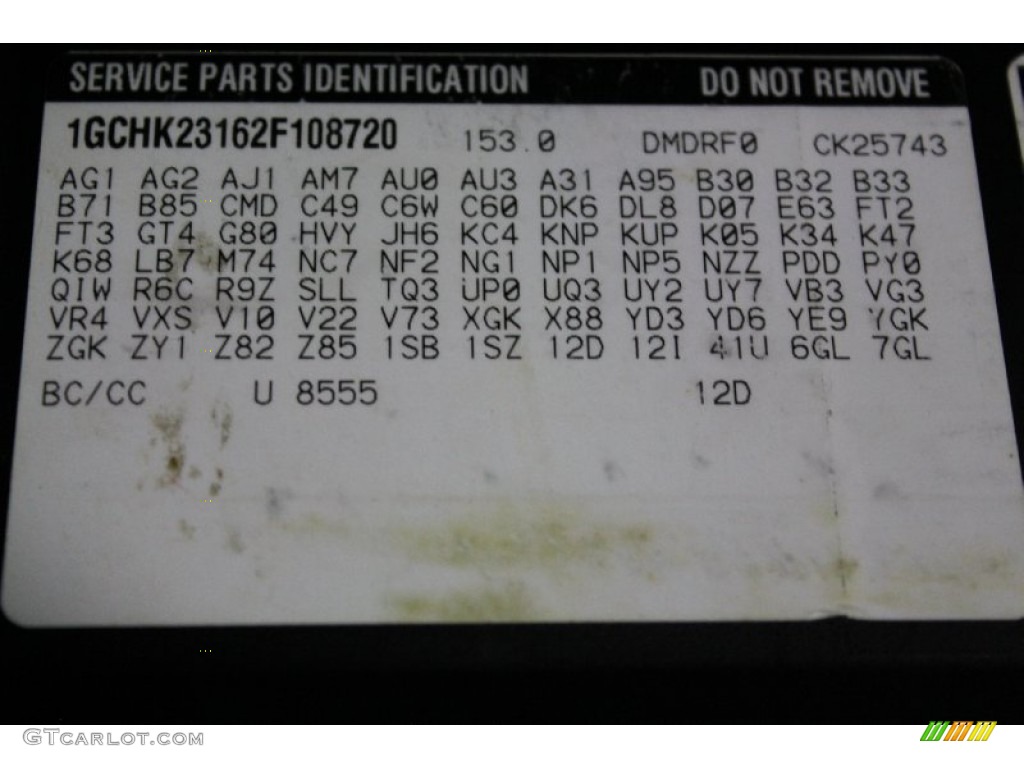 SERVICE PARTS IDENTIFICATION DO NOT REMOVE
1GCHK23162F108720 153.0 DMDRF0 CK25743
AG1 AG2 AJ1 AM7 AU0 AU3 A31 A95 B30 B32 B33
B71 B85 CMD C49 C6W C60 DK6 DL8 D07 E63 FT2
FT3 GT4 G80 HVY JH6 KC4 KNP KUP K05 K34 K47
K68 LB7 M74 NC7 NF2 NG1 NP1 NP5 NZZ PDD PY0
QIW R6C R9Z SLL TQ3 UP0 UQ3 UY2 UY7 VB3 VG3
VR4 VXS V10 V22 V73 XGK X88 YD3 YD6 YE9 YGK
ZGK ZY1 Z82 Z85 1SB 1SZ 12D 12I 41U 6GL 7GL
BC/CC U 8555 12D
GTCARLOT.COM